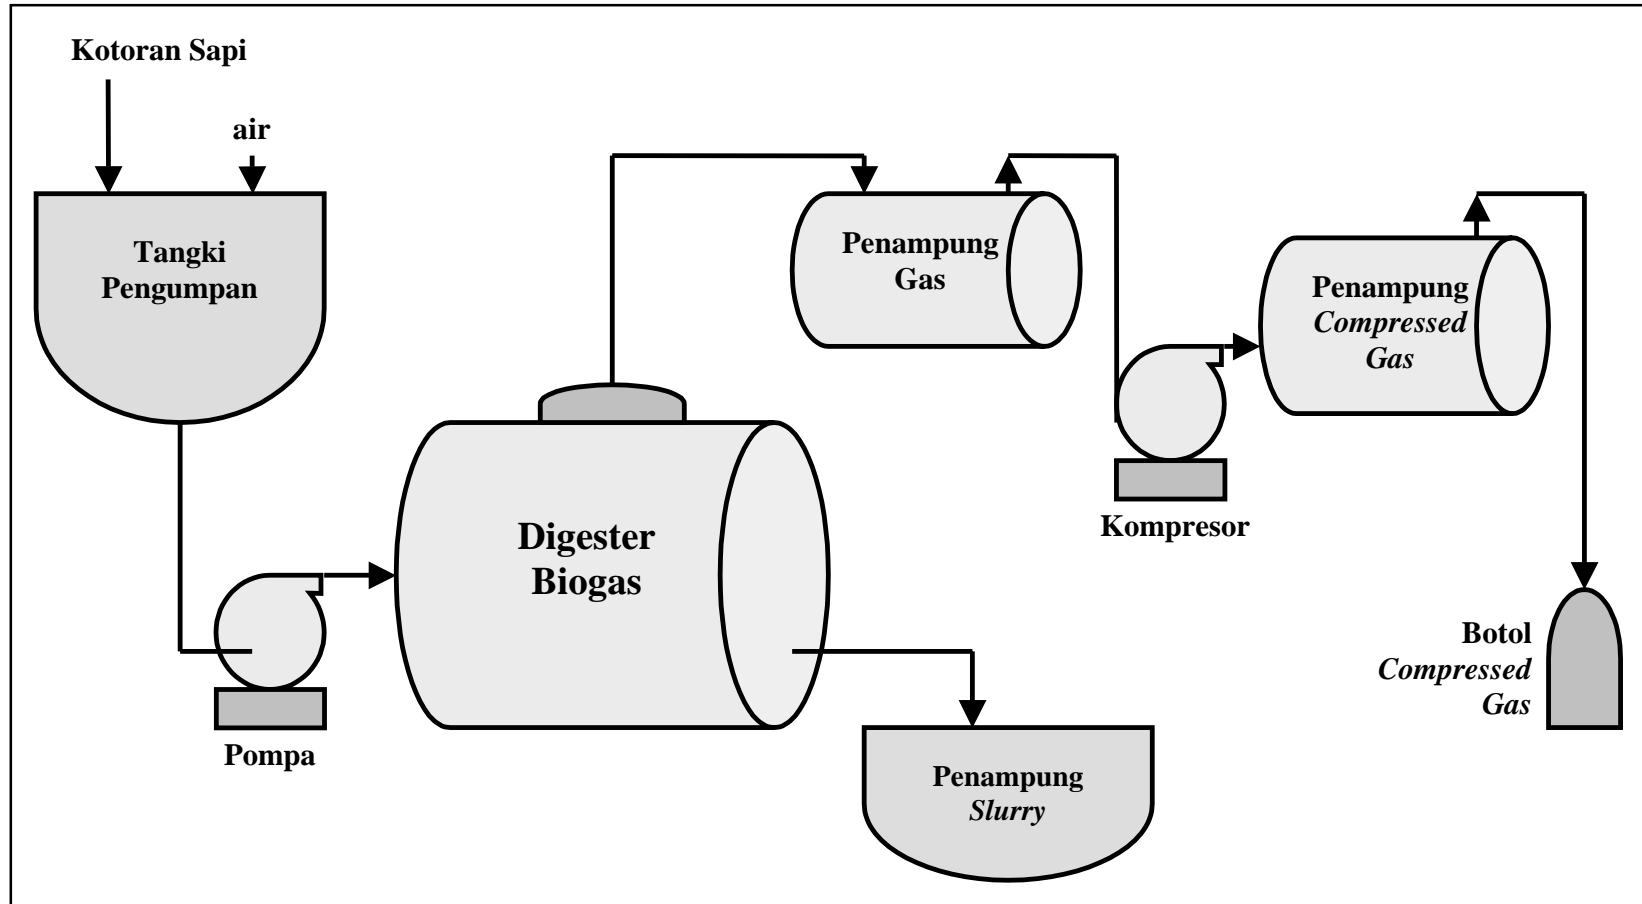 Kotoran Sapi
air
Tangki
Pengumpan
Penampung
Gas
Penampung
Compressed
Gas
Kompresor
Digester
Biogas
Botol
Compressed
Gas
Pompa
Penampung
Slurry